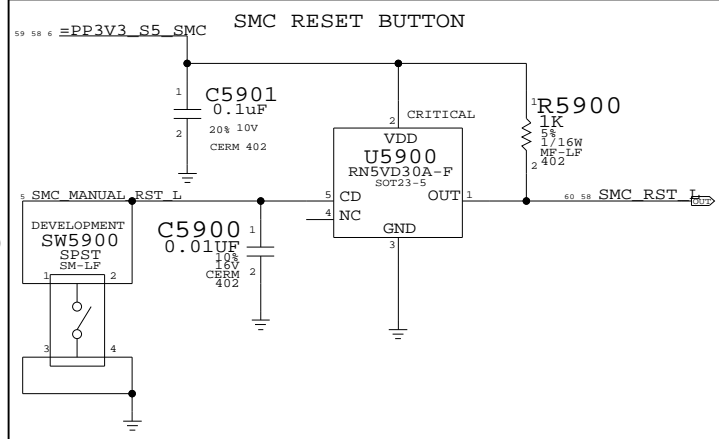 SMC RESET BUTTON
59 58 6 =PP3V3_S5_SMC
1
C5901
0.1uF
20% 10V
CERM 402
2
CRITICAL
2
VDD
U5900
RN5VD30A-F
SOT23-5
5 CD
OUT 1
4 NC
GND
3
1
R5900
1K
5%
1/16W
MF-LF
402
2
60 58 SMC_RST_L
OUT
5 SMC_MANUAL_RST_L
DEVELOPMENT
SW5900
SPST
SM-LF
1 2
3 4
C5900
0.01UF
10%
16V
CERM
402
1
2